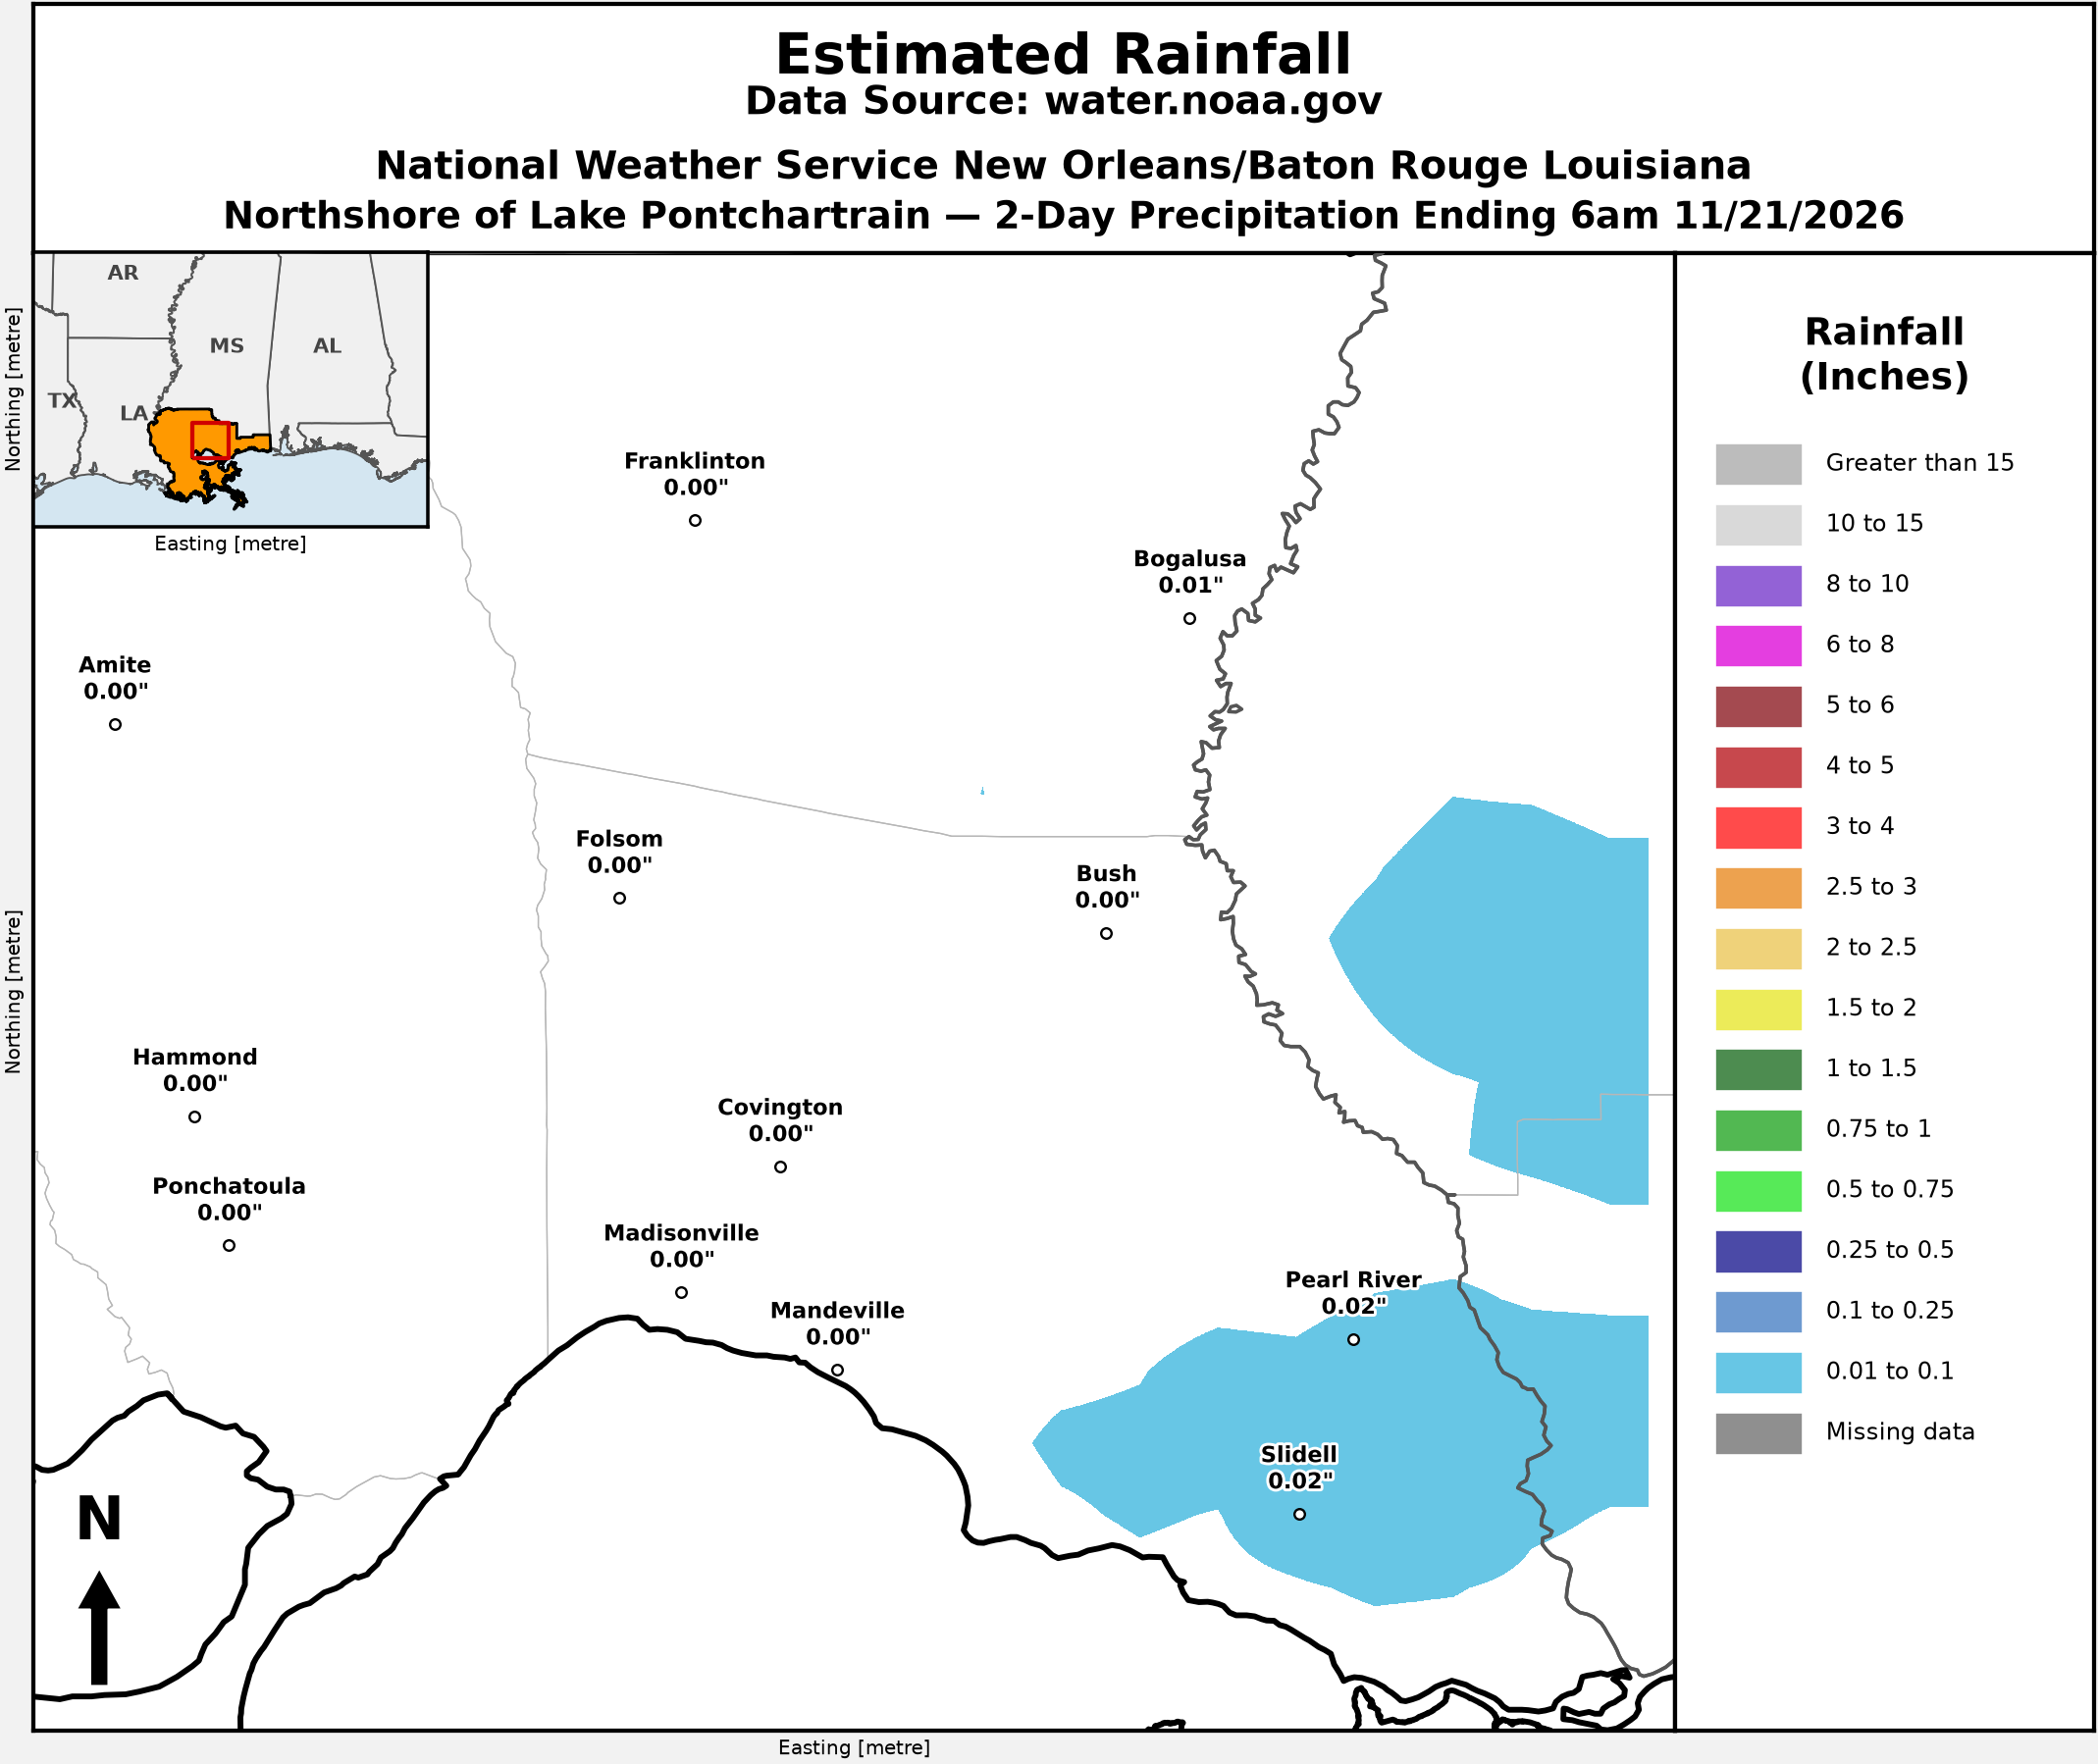 Estimated Rainfall
Data Source: water.noaa.gov
National Weather Service New Orleans/Baton Rouge Louisiana
Northshore of Lake Pontchartrain — 2-Day Precipitation Ending 6am 11/21/2026
Northing [metre]
AR
MS
AL
TX
LA
Easting [metre]
Northing [metre]
Franklinton
0.00"
Bogalusa
0.01"
Amite
0.00"
Folsom
0.00"
Bush
0.00"
Hammond
0.00"
Covington
0.00"
Ponchatoula
0.00"
Madisonville
0.00"
Mandeville
0.00"
Pearl River
0.02"
Slidell
0.02"
N
Easting [metre]
Rainfall
(Inches)
Greater than 15
10 to 15
8 to 10
6 to 8
5 to 6
4 to 5
3 to 4
2.5 to 3
2 to 2.5
1.5 to 2
1 to 1.5
0.75 to 1
0.5 to 0.75
0.25 to 0.5
0.1 to 0.25
0.01 to 0.1
Missing data